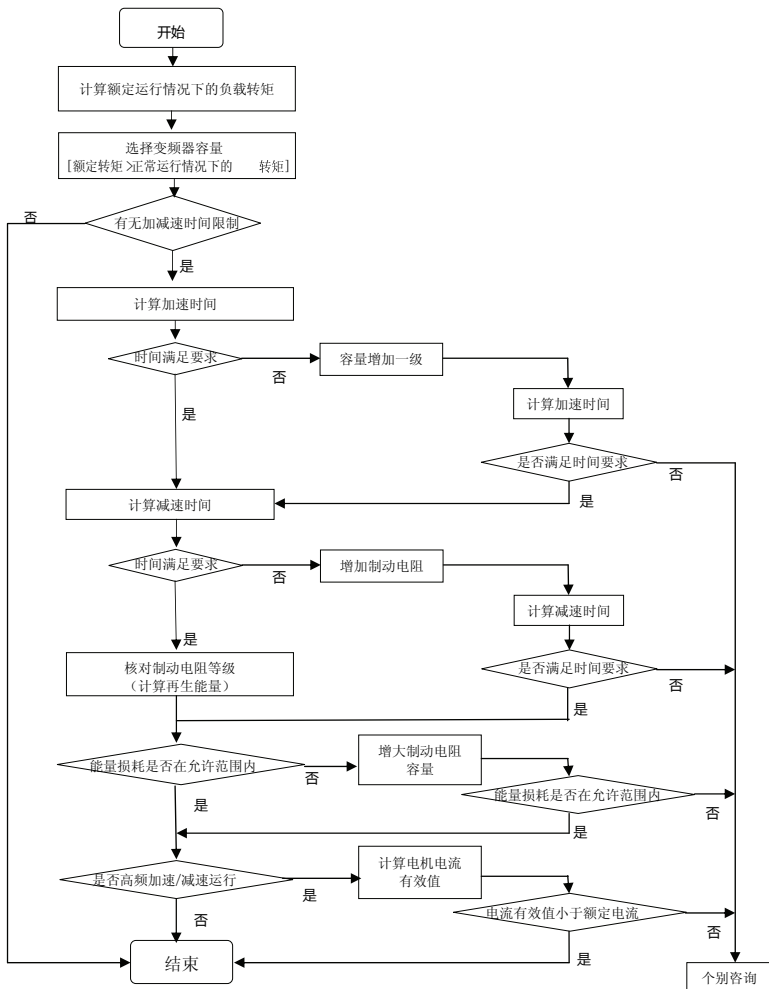 开始
计算额定运行情况下的负载转矩
选择变频器容量
[额定转矩>正常运行情况下的 转矩]
否
有无加减速时间限制
是
计算加速时间
时间满足要求
否
容量增加一级
是
计算加速时间
是否满足时间要求
否
是
计算减速时间
时间满足要求
否
增加制动电阻
是
计算减速时间
核对制动电阻等级
（计算再生能量）
是否满足时间要求
否
是
能量损耗是否在允许范围内
否
增大制动电阻
容量
是
能量损耗是否在允许范围内
否
是
是否高频加速/减速运行
是
计算电机电流
有效值
否
电流有效值小于额定电流
否
是
结束
个别咨询